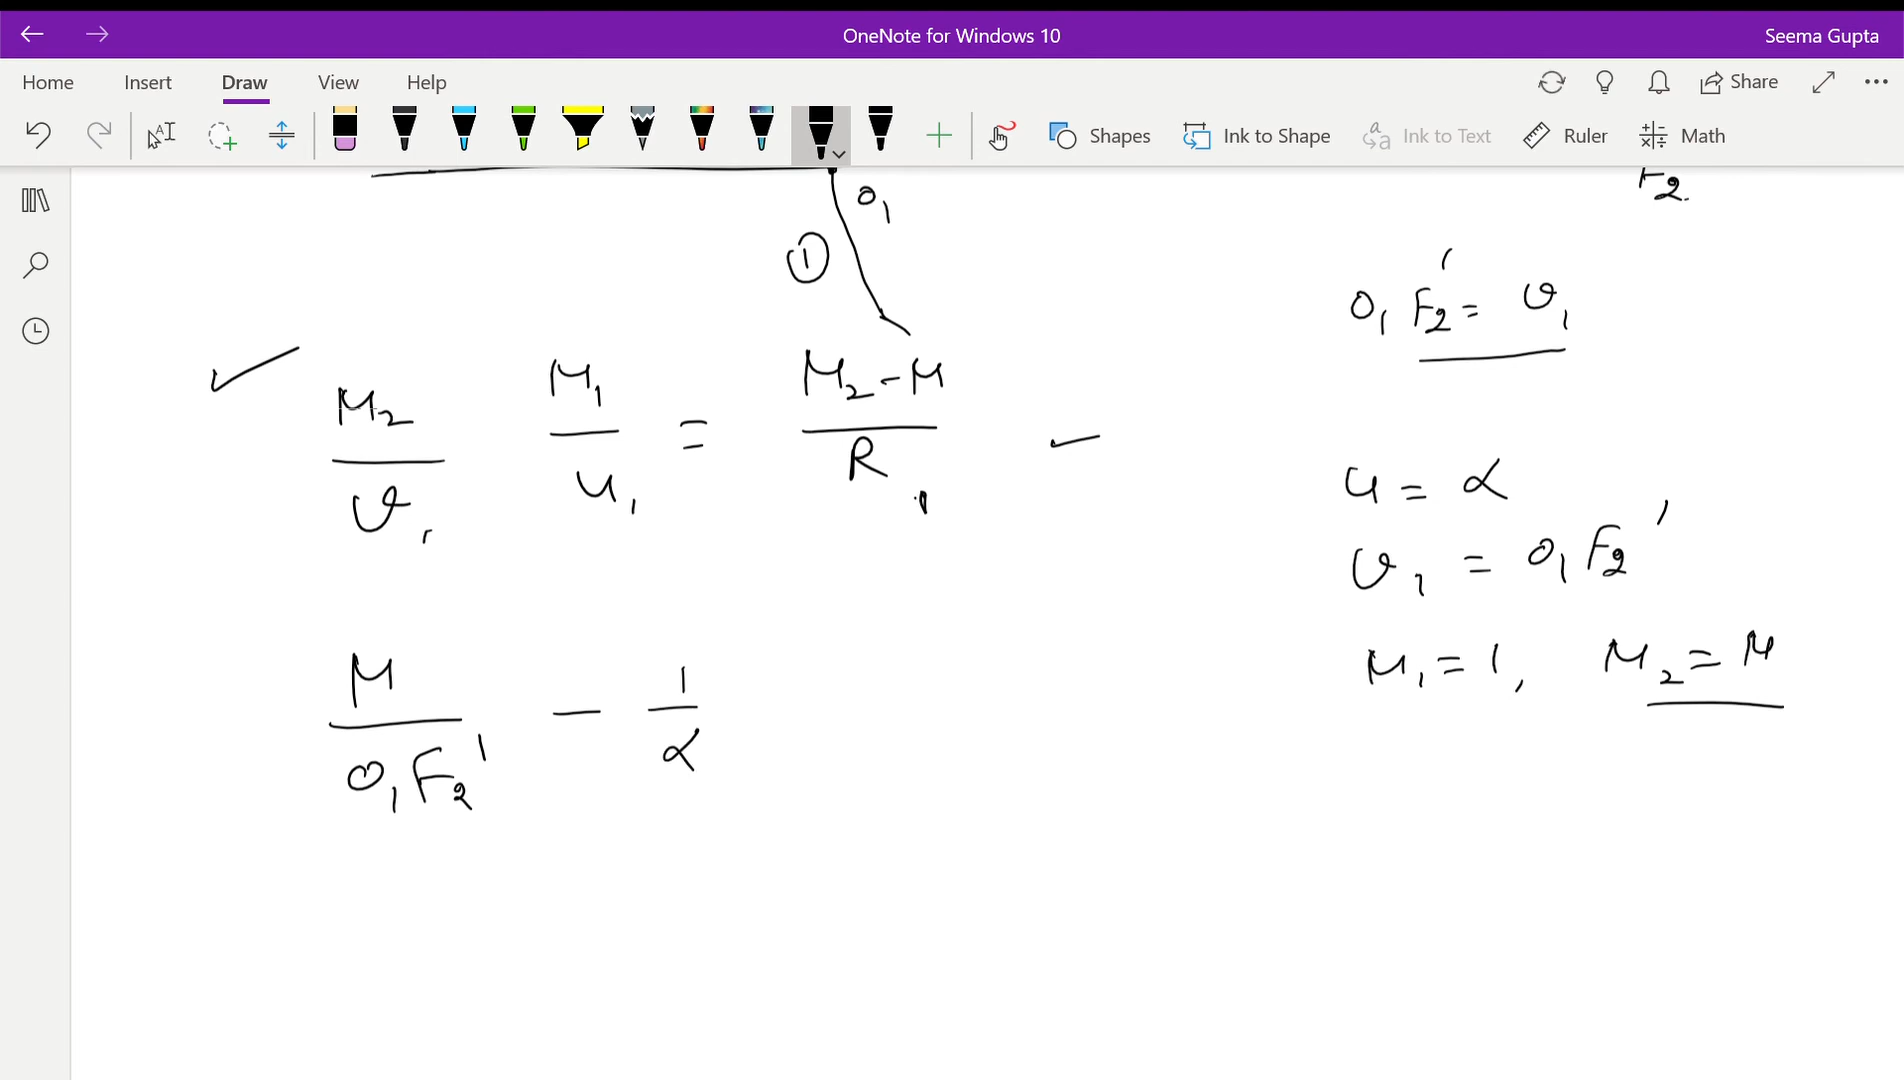 OneNote for Windows 10
Seema Gupta
Home Insert Draw View Help
Share
Shapes Ink to Shape Ink to Text Ruler Math
O₁
F₂
①
O₁ F₂' = v₁
μ₂/v₁ μ₁/u₁ = μ₂-μ/R₁
u = α
v₁ = O₁F₂'
μ₁ = 1, μ₂ = μ
μ/O₁F₂' - 1/α